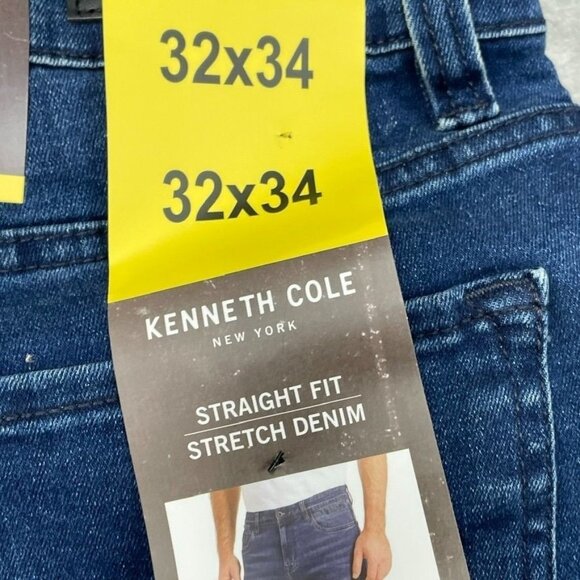 32x34
32x34
KENNETH COLE
NEW YORK
STRAIGHT FIT
STRETCH DENIM